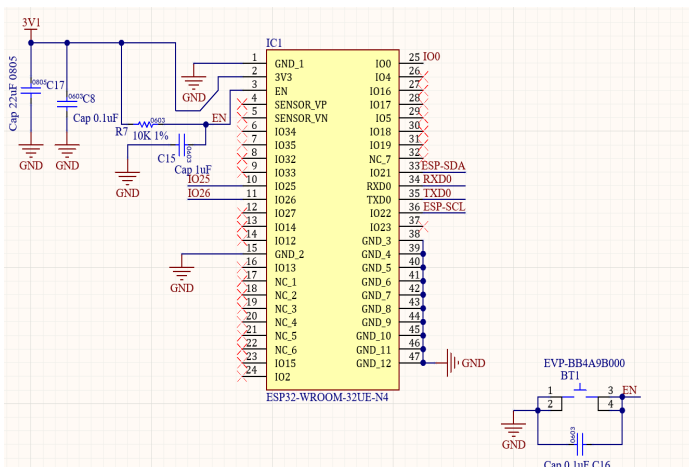 3V1
IC1
Cap 22uF 0805
0805 C17
0603 C8
Cap 0.1uF
GND
GND
R7
0603
10K 1%
EN
C15
0603
Cap 1uF
GND
GND
IO25
IO26
GND
1 GND_1 IO0 25 IO0
2 3V3 IO4 26
3 EN IO16 27
4 SENSOR_VP IO17 28
5 SENSOR_VN IO5 29
6 IO34 IO18 30
7 IO35 IO19 31
8 IO32 NC_7 32
9 IO33 IO21 33 ESP-SDA
10 IO25 RXD0 34 RXD0
11 IO26 TXD0 35 TXD0
12 IO27 IO22 36 ESP-SCL
13 IO14 IO23 37
14 IO12 GND_3 38
15 GND_2 GND_4 39
16 IO13 GND_5 40
17 NC_1 GND_6 41
18 NC_2 GND_7 42
19 NC_3 GND_8 43
20 NC_4 GND_9 44
21 NC_5 GND_10 45
22 NC_6 GND_11 46
23 IO15 GND_12 47 GND
24 IO2
ESP32-WROOM-32UE-N4
EVP-BB4A9B000
BT1
1 3 EN
2 4
GND
0603
Cap 0.1uF C16